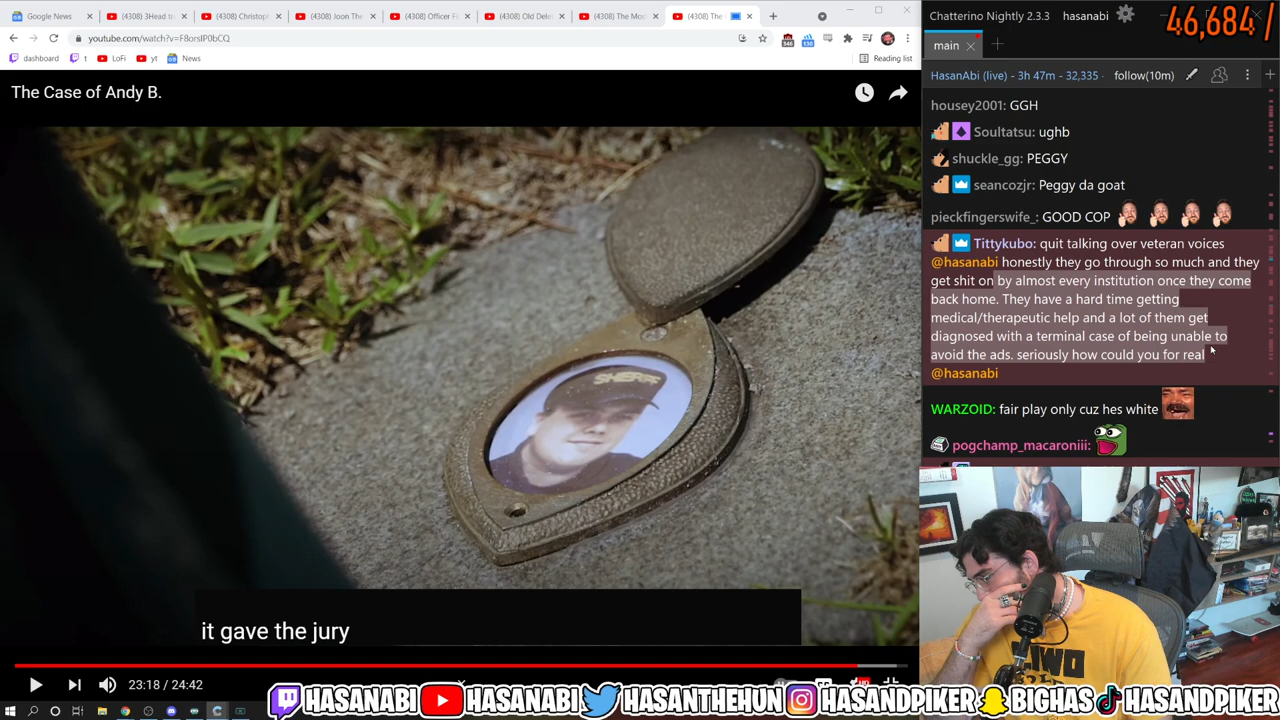 Google News
(4308) 3Head tr
(4308) Christop
(4308) Joon The
(4308) Officer Fi
(4308) Old Delet
(4308) The Moo
(4308) The
youtube.com/watch?v=F8orsIP0bCQ
dashboard
t
LoFi
yt
News
Reading list
The Case of Andy B.
SHERIFF
it gave the jury
23:18 / 24:42
Chatterino Nightly 2.3.3
hasanabi
46,684 /
main
HasanAbi (live) - 3h 47m - 32,335 ·
follow(10m)
housey2001: GGH
Soultatsu: ughb
shuckle_gg: PEGGY
seancozjr: Peggy da goat
pieckfingerswife_: GOOD COP
Tittykubo: quit talking over veteran voices
@hasanabi honestly they go through so much and they
get shit on by almost every institution once they come
back home. They have a hard time getting
medical/therapeutic help and a lot of them get
diagnosed with a terminal case of being unable to
avoid the ads. seriously how could you for real
@hasanabi
WARZOID: fair play only cuz hes white
pogchamp_macaroniii:
HASANABI
HASANABI
HASANTHEHUN
HASANDPIKER
BIGHAS
HASANDPIKER